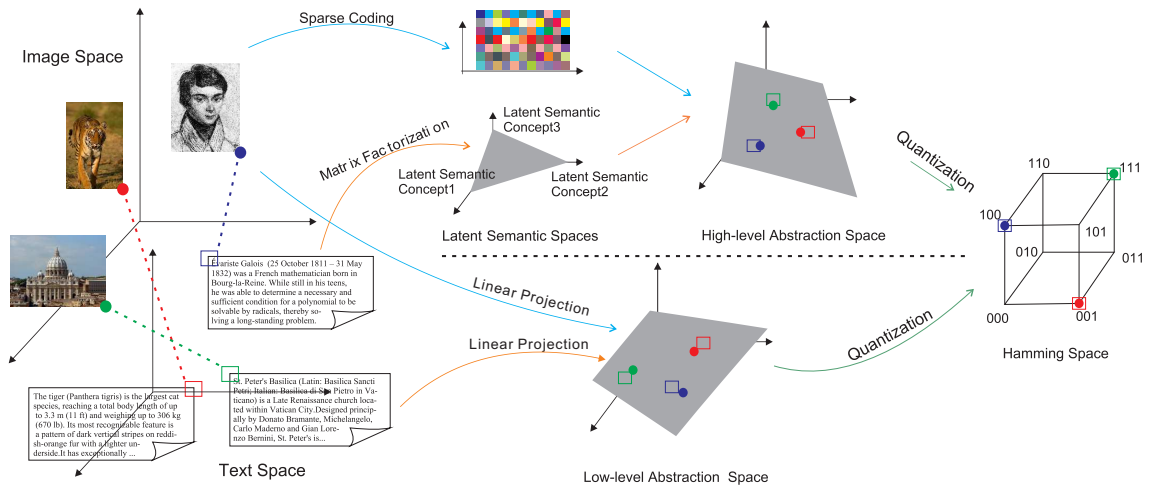 Image Space
Sparse Coding
Matrix Factorization
Latent Semantic
Concept3
Latent Semantic
Concept1
Latent Semantic
Concept2
Latent Semantic Spaces
High-level Abstraction Space
Quantization
110
111
100
101
010
011
000
001
Hamming Space
Évariste Galois (25 October 1811 – 31 May
1832) was a French mathematician born in
Bourg-la-Reine. While still in his teens,
he was able to determine a necessary and
sufficient condition for a polynomial to be
solvable by radicals, thereby so-
lving a long-standing problem.
Linear Projection
Linear Projection
Quantization
The tiger (Panthera tigris) is the largest cat
species, reaching a total body length of up
to 3.3 m (11 ft) and weighing up to 306 kg
(670 lb). Its most recognizable feature is
a pattern of dark vertical stripes on reddi-
sh-orange fur with a lighter un-
derside.It has exceptionally ...
St. Peter's Basilica (Latin: Basilica Sancti
Petri; Italian: Basilica di San Pietro in Va-
ticano) is a Late Renaissance church loca-
ted within Vatican City.Designed princip-
ally by Donato Bramante, Michelangelo,
Carlo Maderno and Gian Lore-
nzo Bernini, St. Peter's is...
Text Space
Low-level Abstraction Space